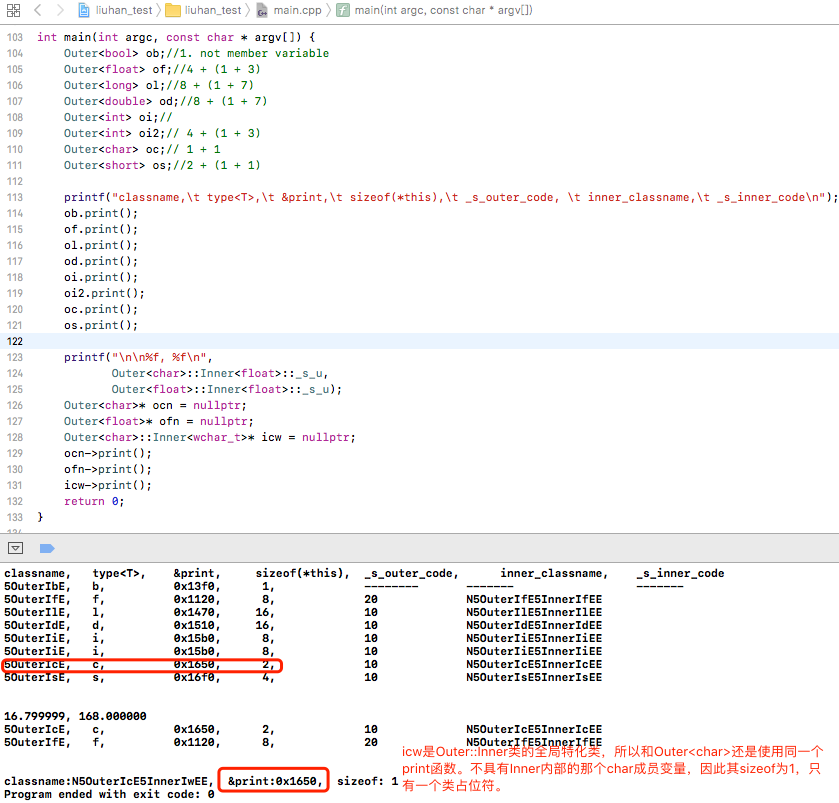 liuhan_test liuhan_test main.cpp main(int argc, const char * argv[])
103 int main(int argc, const char * argv[]) {
104 Outer<bool> ob;//1. not member variable
105 Outer<float> of;//4 + (1 + 3)
106 Outer<long> ol;//8 + (1 + 7)
107 Outer<double> od;//8 + (1 + 7)
108 Outer<int> oi;//
109 Outer<int> oi2;// 4 + (1 + 3)
110 Outer<char> oc;// 1 + 1
111 Outer<short> os;//2 + (1 + 1)
112
113 printf("classname,\t type<T>,\t &print,\t sizeof(*this),\t _s_outer_code, \t inner_classname,\t _s_inner_code\n");
114 ob.print();
115 of.print();
116 ol.print();
117 od.print();
118 oi.print();
119 oi2.print();
120 oc.print();
121 os.print();
122
123 printf("\n\n%f, %f\n",
124 Outer<char>::Inner<float>::_s_u,
125 Outer<float>::Inner<float>::_s_u);
126 Outer<char>* ocn = nullptr;
127 Outer<float>* ofn = nullptr;
128 Outer<char>::Inner<wchar_t>* icw = nullptr;
129 ocn->print();
130 ofn->print();
131 icw->print();
132 return 0;
133 }
classname, type<T>, &print, sizeof(*this), _s_outer_code, inner_classname, _s_inner_code
5OuterIbE, b, 0x13f0, 1, -------- ------- -------
5OuterIfE, f, 0x1120, 8, 20 N5OuterIfE5InnerIfEE
5OuterIlE, l, 0x1470, 16, 10 N5OuterIlE5InnerIlEE
5OuterIdE, d, 0x1510, 16, 10 N5OuterIdE5InnerIdEE
5OuterIiE, i, 0x15b0, 8, 10 N5OuterIiE5InnerIiEE
5OuterIiE, i, 0x15b0, 8, 10 N5OuterIiE5InnerIiEE
5OuterIcE, c, 0x1650, 2, 10 N5OuterIcE5InnerIcEE
5OuterIsE, s, 0x16f0, 4, 10 N5OuterIsE5InnerIsEE
16.799999, 168.000000
5OuterIcE, c, 0x1650, 2, 10 N5OuterIcE5InnerIcEE
5OuterIfE, f, 0x1120, 8, 20 N5OuterIfE5InnerIfEE
icw是Outer::Inner类的全局特化类，所以和Outer<char>还是使用同一个
print函数。不具有Inner内部的那个char成员变量，因此其sizeof为1，只
有一个类占位符。
classname:N5OuterIcE5InnerIwEE, &print:0x1650, sizeof: 1
Program ended with exit code: 0